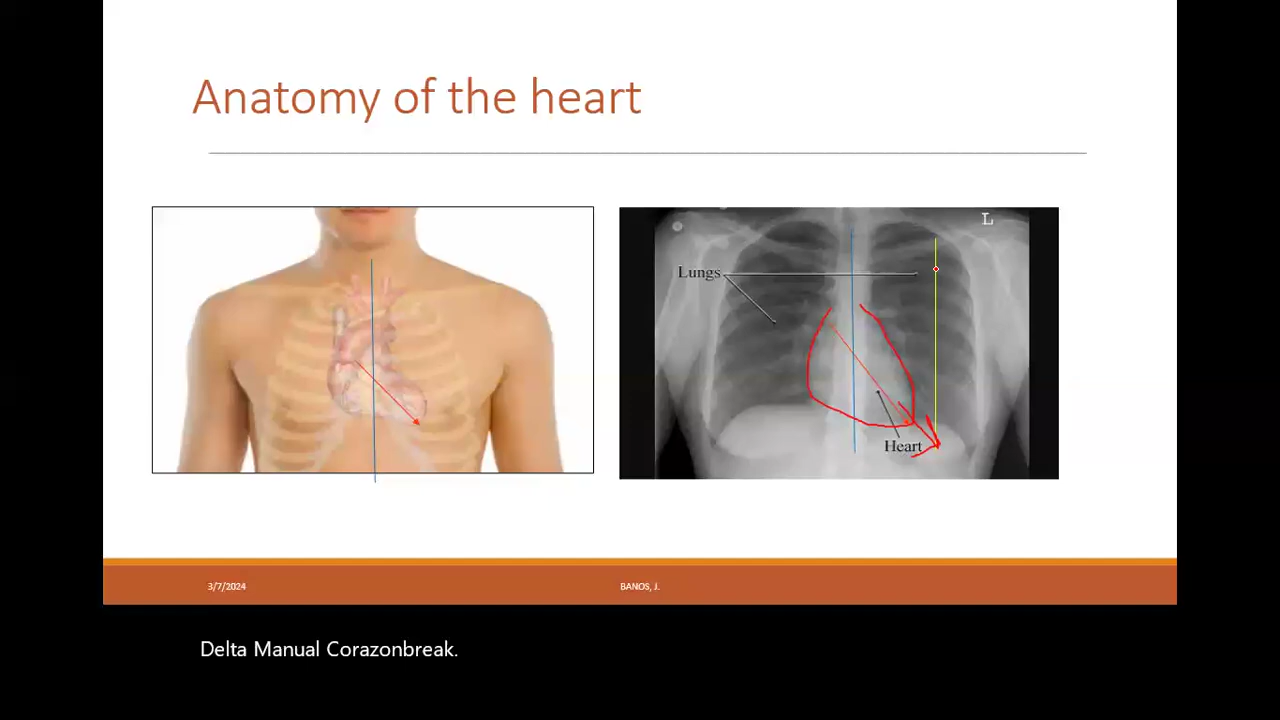 Anatomy of the heart
L
Lungs
Heart
3/7/2024
BANOS, J.
Delta Manual Corazonbreak.